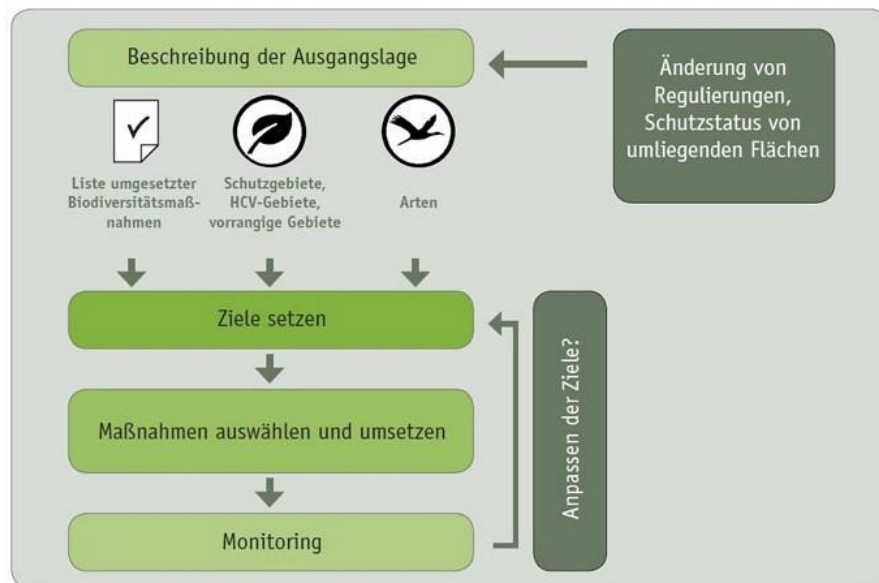 Beschreibung der Ausgangslage
Änderung von
Regulierungen,
Schutzstatus von
umliegenden Flächen
Liste umgesetzter
Biodiversitätsmaß-
nahmen
Schutzgebiete,
HCV-Gebiete,
vorrangige Gebiete
Arten
Ziele setzen
Maßnahmen auswählen und umsetzen
Monitoring
Anpassen der Ziele?